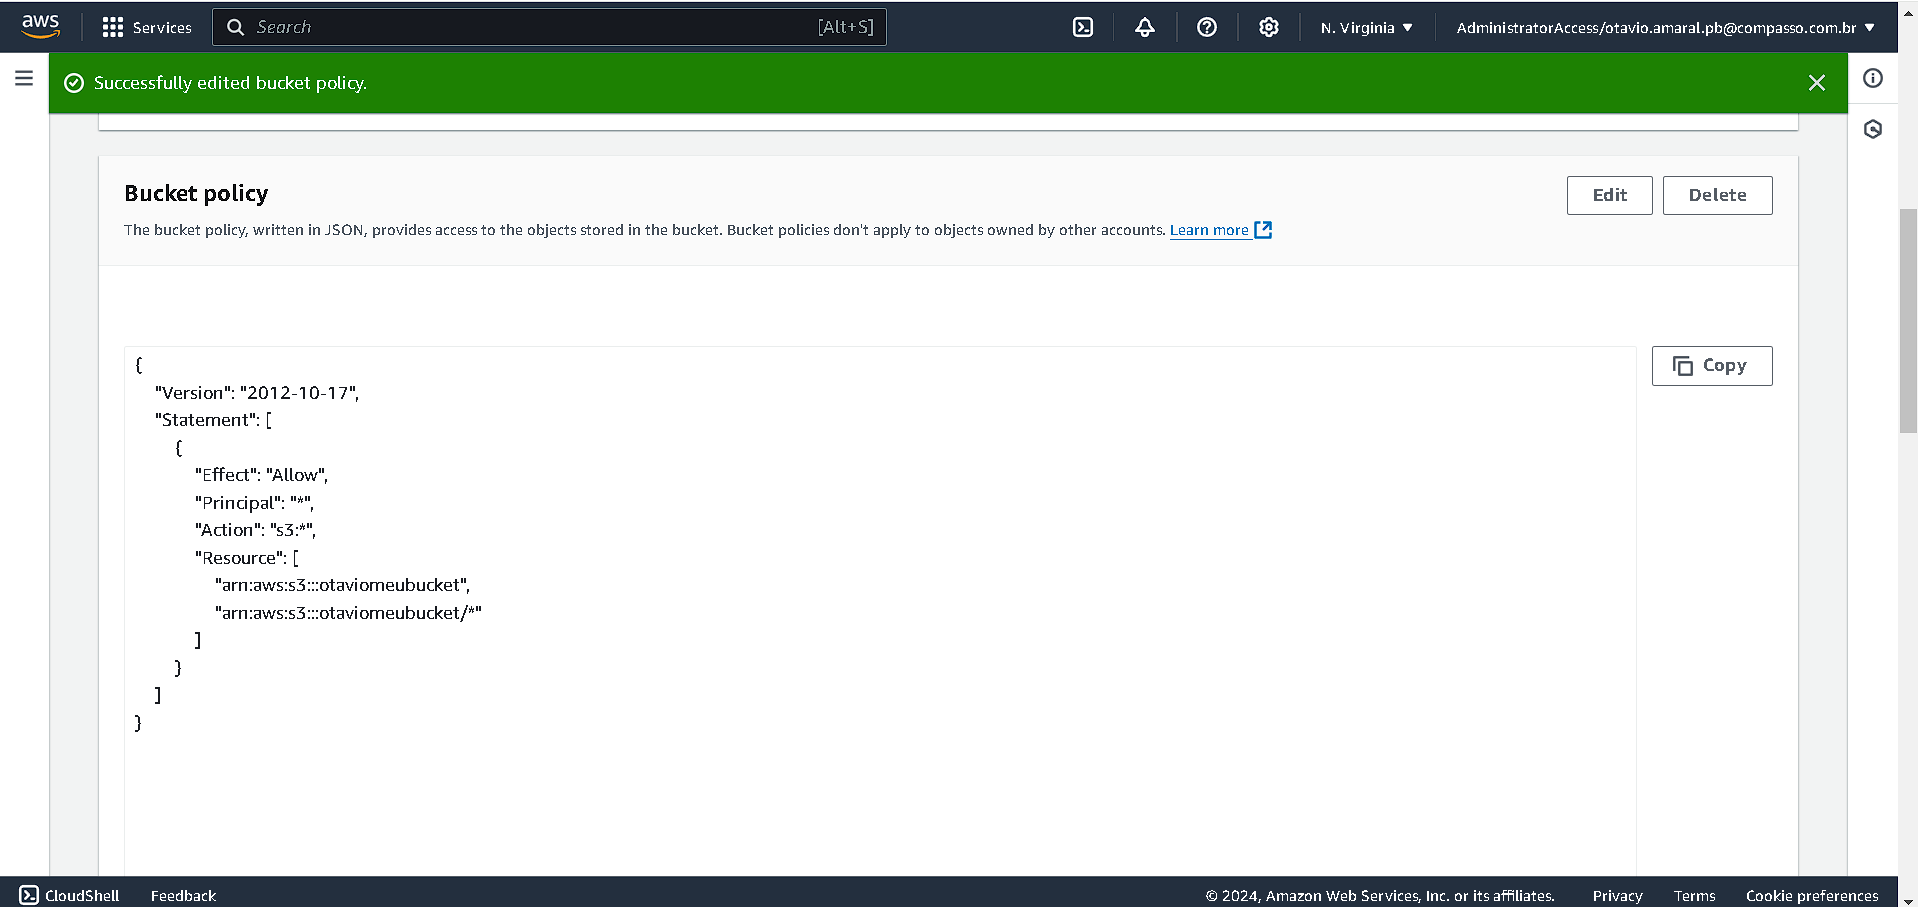 aws
Services
Search
[Alt+S]
N. Virginia
AdministratorAccess/otavio.amaral.pb@compasso.com.br
Successfully edited bucket policy.
Bucket policy
Edit
Delete
The bucket policy, written in JSON, provides access to the objects stored in the bucket. Bucket policies don't apply to objects owned by other accounts. Learn more
Copy
{
"Version": "2012-10-17",
"Statement": [
{
"Effect": "Allow",
"Principal": "*",
"Action": "s3:*",
"Resource": [
"arn:aws:s3:::otaviomeubucket",
"arn:aws:s3:::otaviomeubucket/*"
]
}
]
}
CloudShell
Feedback
© 2024, Amazon Web Services, Inc. or its affiliates.
Privacy
Terms
Cookie preferences